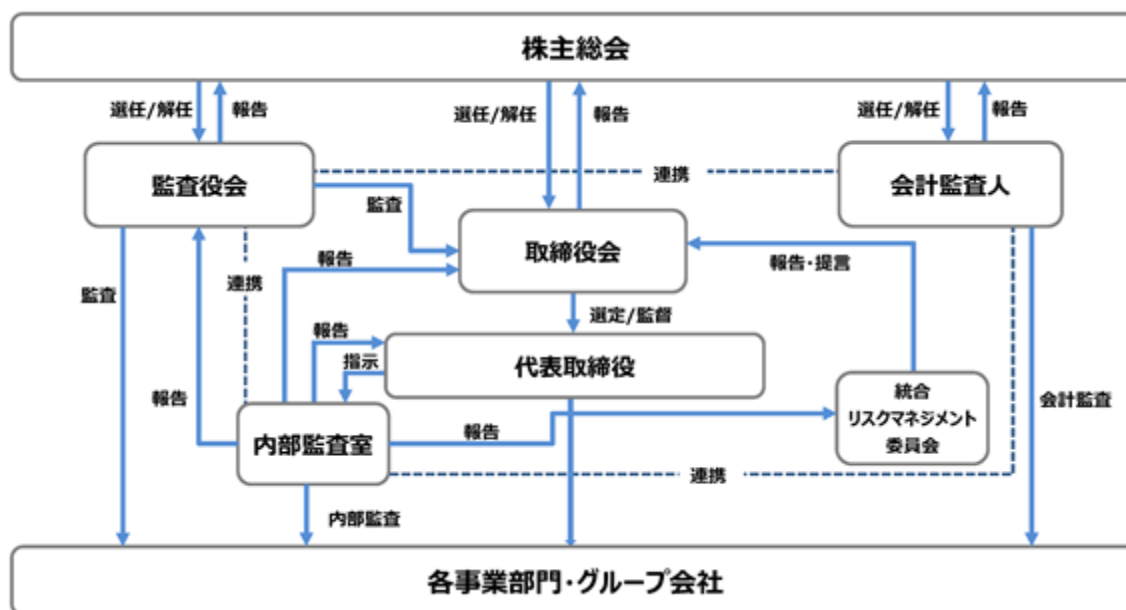 株主総会
選任/解任
報告
選任/解任
報告
選任/解任
報告
監査役会
連携
会計監査人
監査
取締役会
報告
報告・提言
連携
監査
選定/監督
報告
代表取締役
指示
統合
リスクマネジメント
委員会
報告
会計監査
報告
内部監査室
連携
内部監査
各事業部門・グループ会社